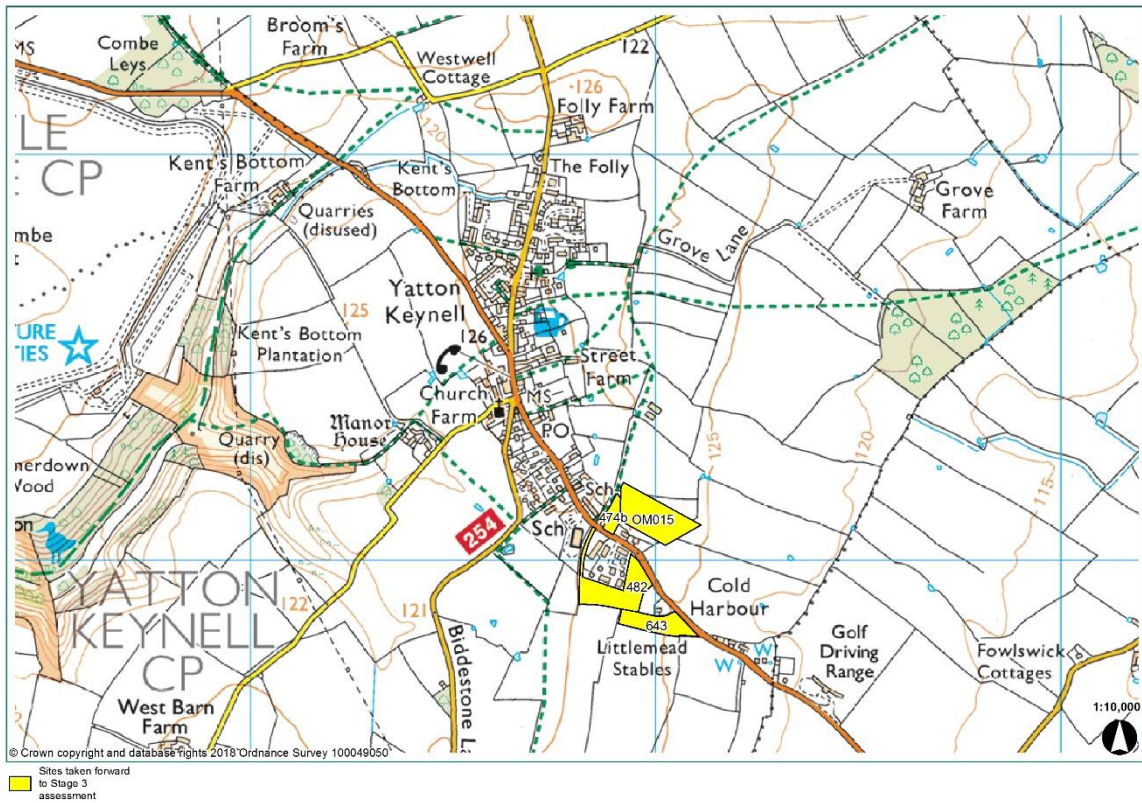 Broom's
Farm
122
MS
Combe
Leys
Westwell
Cottage
126
Folly Farm
120
LE
CP
Kent's Bottom
Farm
Kent's
Bottom
The Folly
Grove
Farm
Quarries
(disused)
Grove Lane
Yatton
Keynell
125
126
URE
TIES
Kent's Bottom
Plantation
Street
Farm
Church
Farm
MS
Manor
House
PO
Quarry
(dis)
125
120
115
Sch
474b OM015
254
Sch
482
Cold
Harbour
YATTON
KEYNELL
CP
122
121
643
Littlemead
Stables
Golf
Driving
Range
W
W
Fowlswick
Cottages
West Barn
Farm
Biddestone La
1:10,000
© Crown copyright and database rights 2018 Ordnance Survey 100049050
Sites taken forward
to Stage 3
assessment